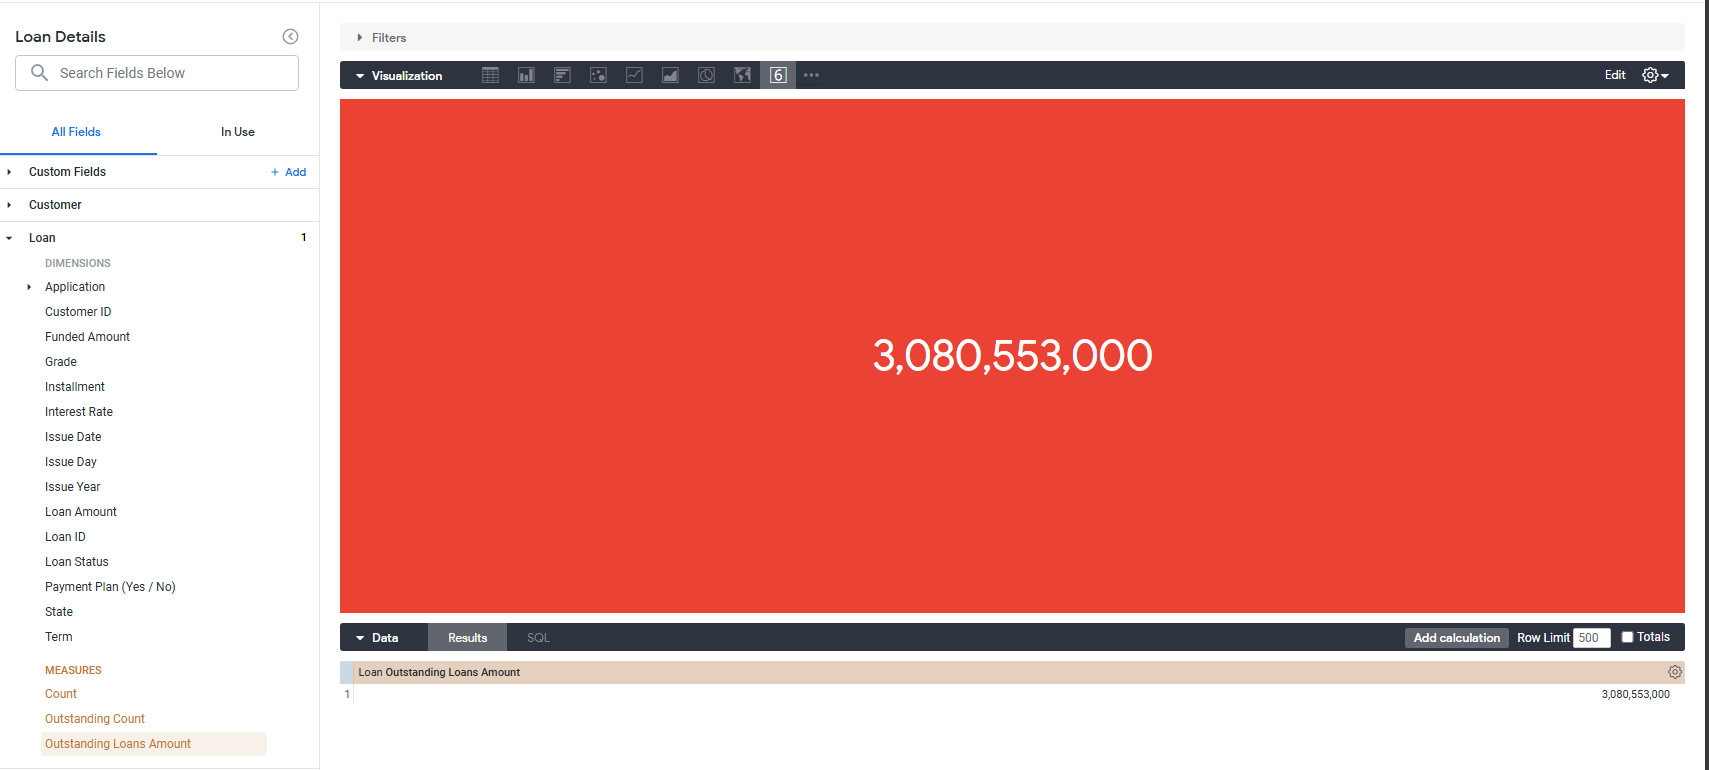 Loan Details
Search Fields Below
All Fields
In Use
Custom Fields
+ Add
Customer
Loan
1
DIMENSIONS
Application
Customer ID
Funded Amount
Grade
Installment
Interest Rate
Issue Date
Issue Day
Issue Year
Loan Amount
Loan ID
Loan Status
Payment Plan (Yes / No)
State
Term
MEASURES
Count
Outstanding Count
Outstanding Loans Amount
Filters
Visualization
6
Edit
3,080,553,000
Data
Results
SQL
Add calculation
Row Limit 500
Totals
Loan Outstanding Loans Amount
1
3,080,553,000